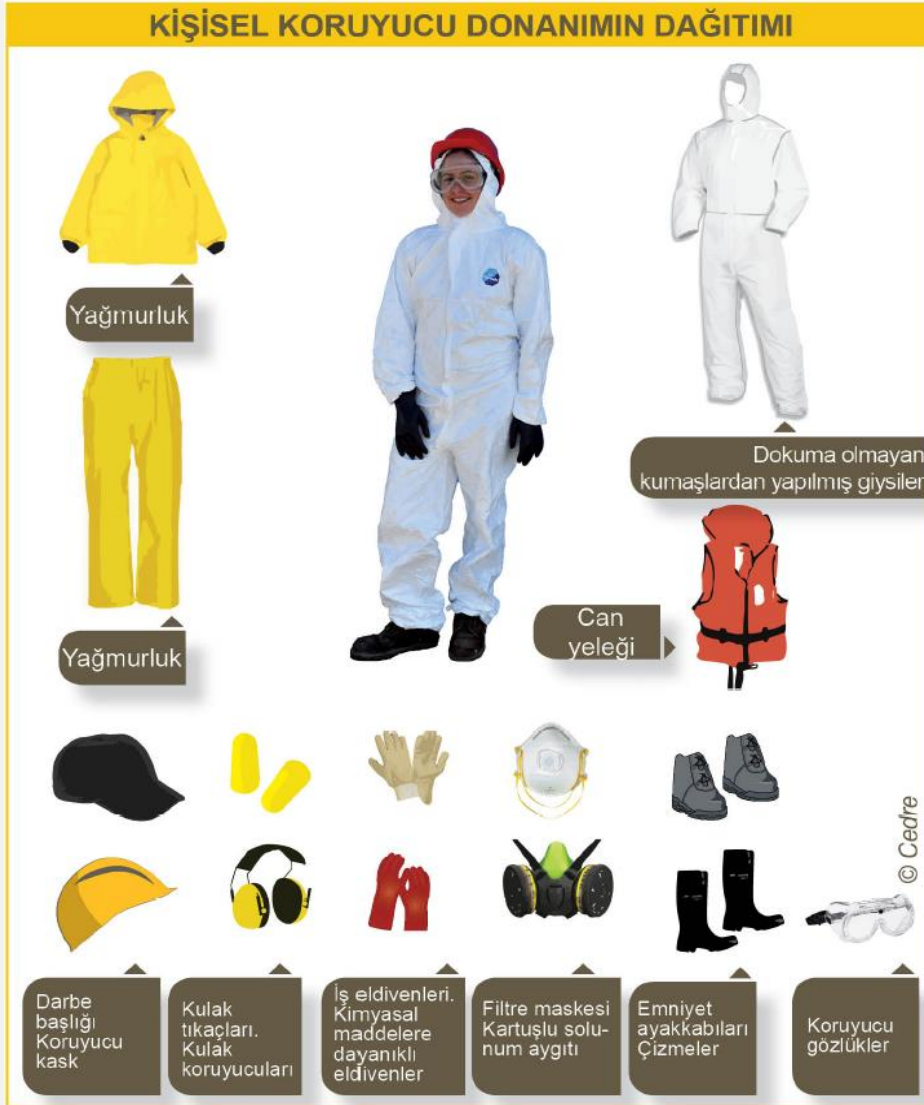 KİŞİSEL KORUYUCU DONANIMIN DAĞITIMI
Yağmurluk
Dokuma olmayan
kumaşlardan yapılmış giysiler
Can
yeleği
Yağmurluk
© Cedre
Darbe
başlığı
Koruyucu
kask
Kulak
tıkaçları.
Kulak
koruyucuları
İş eldivenleri.
Kimyasal
maddelere
dayanıklı
eldivenler
Filtre maskesi
Kartuşlu solu-
num aygıtı
Emniyet
ayakkabıları
Çizmeler
Koruyucu
gözlükler